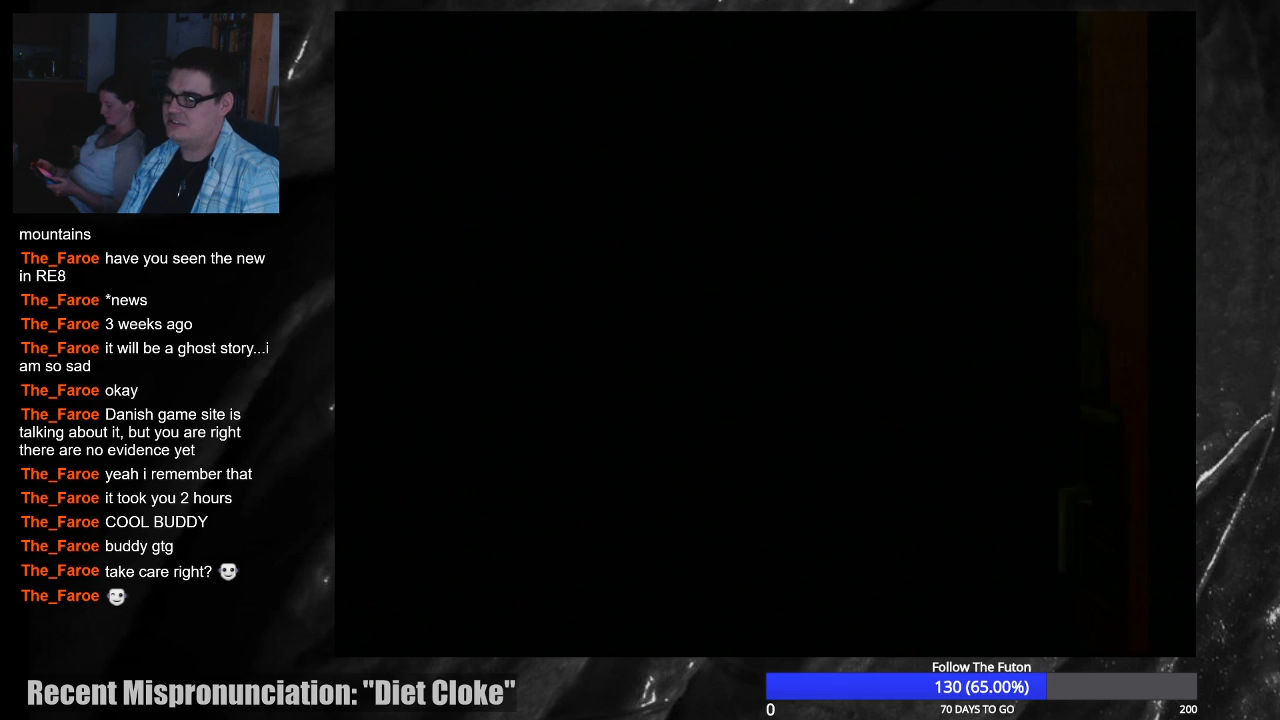 mountains
The_Faroe have you seen the new
in RE8
The_Faroe *news
The_Faroe 3 weeks ago
The_Faroe it will be a ghost story...i
am so sad
The_Faroe okay
The_Faroe Danish game site is
talking about it, but you are right
there are no evidence yet
The_Faroe yeah i remember that
The_Faroe it took you 2 hours
The_Faroe COOL BUDDY
The_Faroe buddy gtg
The_Faroe take care right?
The_Faroe
Recent Mispronunciation: "Diet Cloke"
Follow The Futon
130 (65.00%)
0 70 DAYS TO GO 200